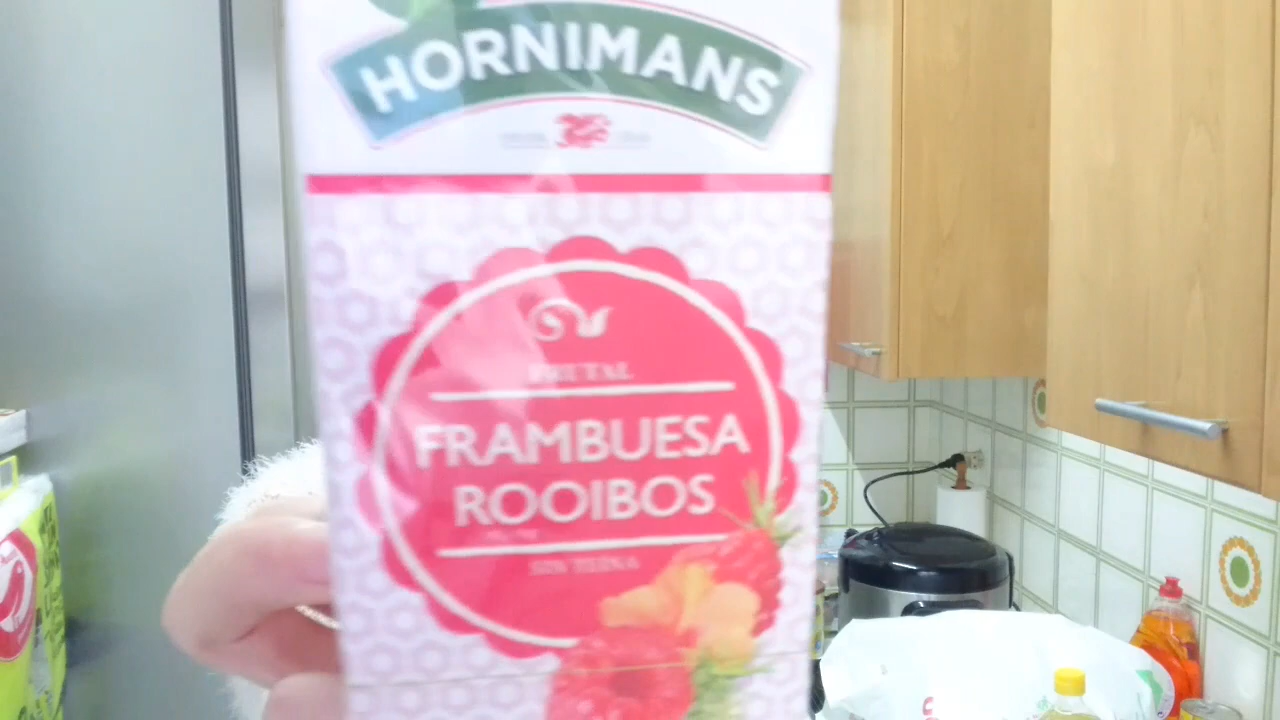 HORNIMANS
FRUTAL
FRAMBUESA
ROOIBOS
SIN TEINA